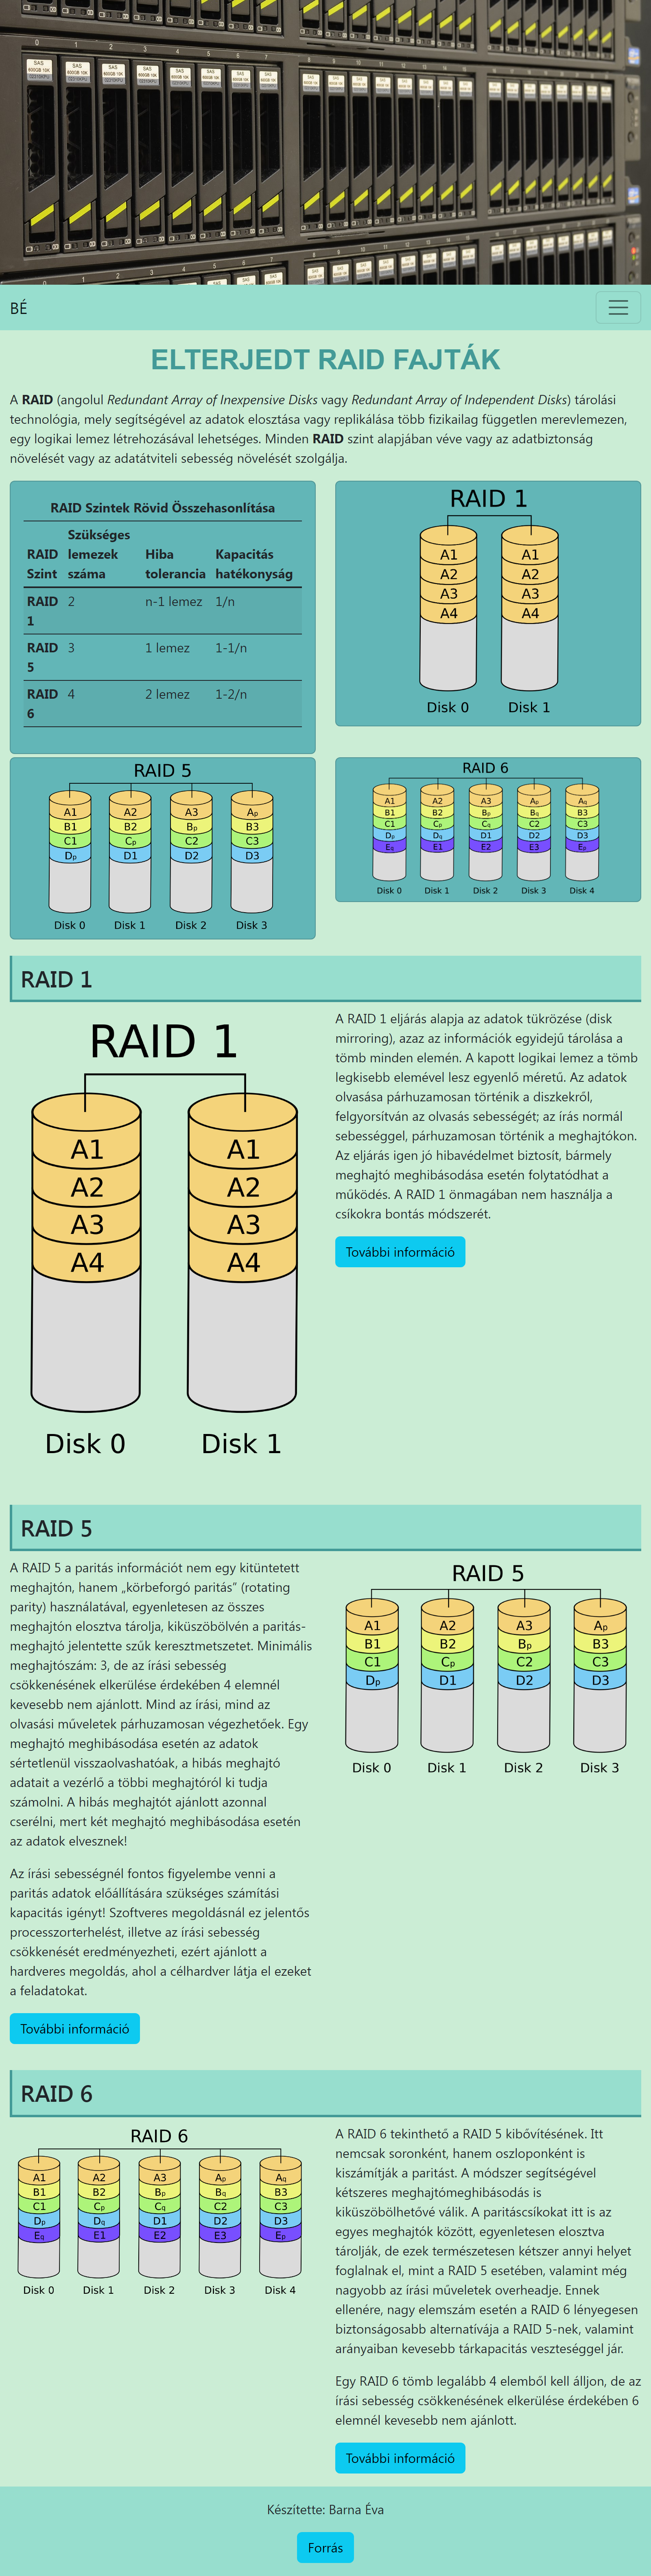 SAS
600GB 10K
0 1 2 3 4 5 6 7 8 9 10 11 12 13 14
BÉ
ELTERJEDT RAID FAJTÁK
A RAID (angolul Redundant Array of Inexpensive Disks vagy Redundant Array of Independent Disks) tárolási
technológia, mely segítségével az adatok elosztása vagy replikálása több fizikailag független merevlemezen,
egy logikai lemez létrehozásával lehetséges. Minden RAID szint alapjában véve vagy az adatbiztonság
növelését vagy az adatátviteli sebesség növelését szolgálja.
RAID Szintek Rövid Összehasonlítása
RAID Szint Szükséges lemezek száma Hiba tolerancia Kapacitás hatékonyság
RAID 1 2 n-1 lemez 1/n
RAID 5 3 1 lemez 1-1/n
RAID 6 4 2 lemez 1-2/n
RAID 1
A1 A1
A2 A2
A3 A3
A4 A4
Disk 0 Disk 1
RAID 5
A1 A2 A3 Ap
B1 B2 Bp B3
C1 Cp C2 C3
Dp D1 D2 D3
Disk 0 Disk 1 Disk 2 Disk 3
RAID 6
A1 A2 A3 Ap Aq
B1 B2 Bp Bq B3
C1 Cp Cq C2 C3
Dp Dq D1 D2 D3
Eq E1 E2 E3 Ep
Disk 0 Disk 1 Disk 2 Disk 3 Disk 4
RAID 1
RAID 1
A1 A1
A2 A2
A3 A3
A4 A4
Disk 0 Disk 1
A RAID 1 eljárás alapja az adatok tükrözése (disk
mirroring), azaz az információk egyidejű tárolása a
tömb minden elemén. A kapott logikai lemez a tömb
legkisebb elemével lesz egyenlő méretű. Az adatok
olvasása párhuzamosan történik a diszkekről,
felgyorsítván az olvasás sebességét; az írás normál
sebességgel, párhuzamosan történik a meghajtókon.
Az eljárás igen jó hibavédelmet biztosít, bármely
meghajtó meghibásodása esetén folytatódhat a
működés. A RAID 1 önmagában nem használja a
csíkokra bontás módszerét.
További információ
RAID 5
A RAID 5 a paritás információt nem egy kitüntetett
meghajtón, hanem „körbeforgó paritás” (rotating
parity) használatával, egyenletesen az összes
meghajtón elosztva tárolja, kiküszöbölvén a paritás-
meghajtó jelentette szűk keresztmetszetet. Minimális
meghajtószám: 3, de az írási sebesség
csökkenésének elkerülése érdekében 4 elemnél
kevesebb nem ajánlott. Mind az írási, mind az
olvasási műveletek párhuzamosan végezhetőek. Egy
meghajtó meghibásodása esetén az adatok
sértetlenül visszaolvashatóak, a hibás meghajtó
adatait a vezérlő a többi meghajtóról ki tudja
számolni. A hibás meghajtót ajánlott azonnal
cserélni, mert két meghajtó meghibásodása esetén
az adatok elvesznek!
Az írási sebességnél fontos figyelembe venni a
paritás adatok előállítására szükséges számítási
kapacitás igényt! Szoftveres megoldásnál ez jelentős
processzorterhelést, illetve az írási sebesség
csökkenését eredményezheti, ezért ajánlott a
hardveres megoldás, ahol a célhardver látja el ezeket
a feladatokat.
További információ
RAID 5
A1 A2 A3 Ap
B1 B2 Bp B3
C1 Cp C2 C3
Dp D1 D2 D3
Disk 0 Disk 1 Disk 2 Disk 3
RAID 6
RAID 6
A1 A2 A3 Ap Aq
B1 B2 Bp Bq B3
C1 Cp Cq C2 C3
Dp Dq D1 D2 D3
Eq E1 E2 E3 Ep
Disk 0 Disk 1 Disk 2 Disk 3 Disk 4
A RAID 6 tekinthető a RAID 5 kibővítésének. Itt
nemcsak soronként, hanem oszloponként is
kiszámítják a paritást. A módszer segítségével
kétszeres meghajtómeghibásodás is
kiküszöbölhetővé válik. A paritáscsíkokat itt is az
egyes meghajtók között, egyenletesen elosztva
tárolják, de ezek természetesen kétszer annyi helyet
foglalnak el, mint a RAID 5 esetében, valamint még
nagyobb az írási műveletek overheadje. Ennek
ellenére, nagy elemszám esetén a RAID 6 lényegesen
biztonságosabb alternatívája a RAID 5-nek, valamint
arányaiban kevesebb tárkapacitás veszteséggel jár.
Egy RAID 6 tömb legalább 4 elemből kell álljon, de az
írási sebesség csökkenésének elkerülése érdekében 6
elemnél kevesebb nem ajánlott.
További információ
Készítette: Barna Éva
Forrás